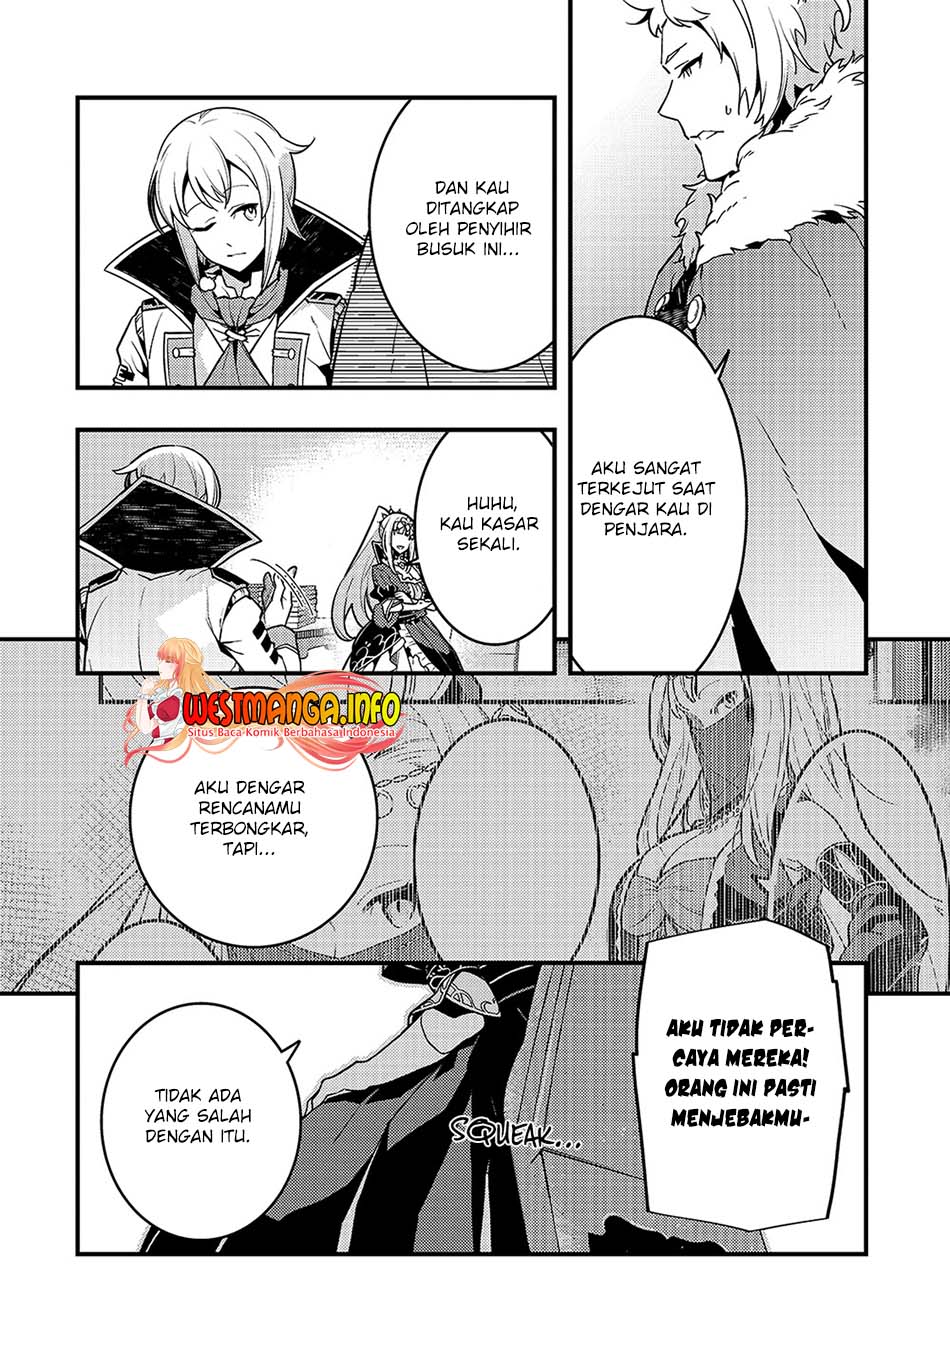 AKU SANGAT
TERKEJUT SAAT
DENGAR KAU DI
PENJARA.
DAN KAU
DITANGKAP
OLEH PENYIHIR
BUSUK INI...
HUHU,
KAU KASAR
SEKALI.
WESTMANGA.INFO
Situs Baca Komik Berbahasa Indonesia
AKU DENGAR
RENCANAMU
TERBONGKAR,
TAPI...
AKU TIDAK PER-
CAYA MEREKA!
ORANG INI PASTI
MENJEBAKMU-
SQUEAK...
TIDAK ADA
YANG SALAH
DENGAN ITU.